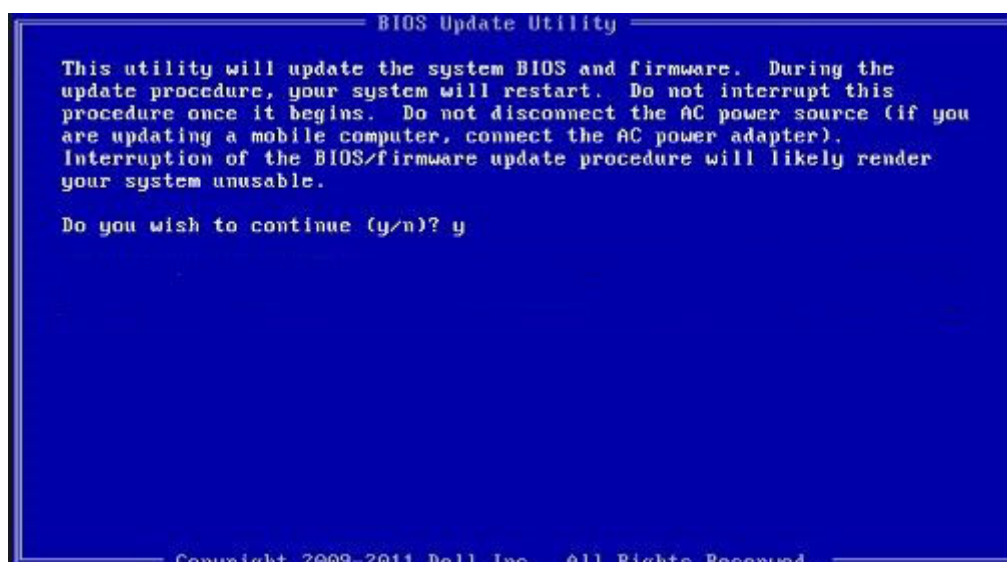 BIOS Update Utility
This utility will update the system BIOS and firmware. During the
update procedure, your system will restart. Do not interrupt this
procedure once it begins. Do not disconnect the AC power source (if you
are updating a mobile computer, connect the AC power adapter).
Interruption of the BIOS/firmware update procedure will likely render
your system unusable.
Do you wish to continue (y/n)? y
Copyright 2009-2011 Dell Inc. All Rights Reserved.